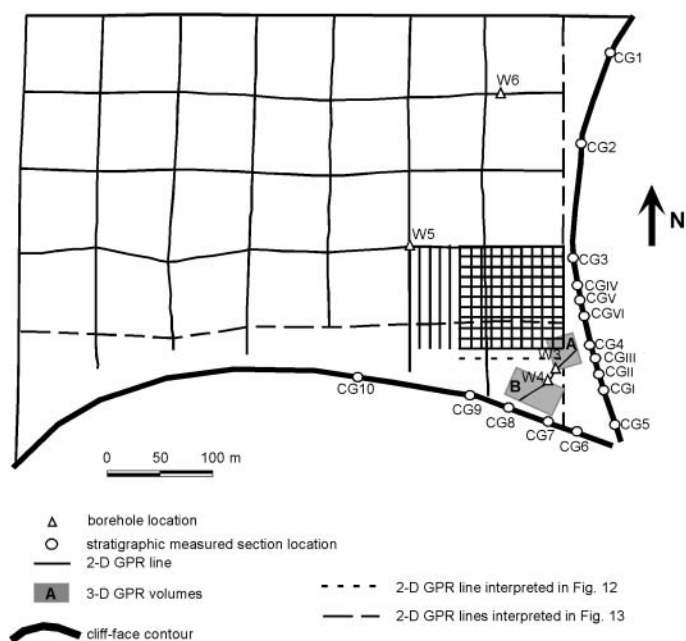 CG1
W6
CG2
N
W5
CG3
CGIV
CGV
CGVI
A
CG4
W3
CGIII
W4
CGII
B
CGI
CG10
CG9
CG8
CG7
CG6
CG5
0 50 100 m
borehole location
stratigraphic measured section location
2-D GPR line
A 3-D GPR volumes
cliff-face contour
2-D GPR line interpreted in Fig. 12
2-D GPR lines interpreted in Fig. 13